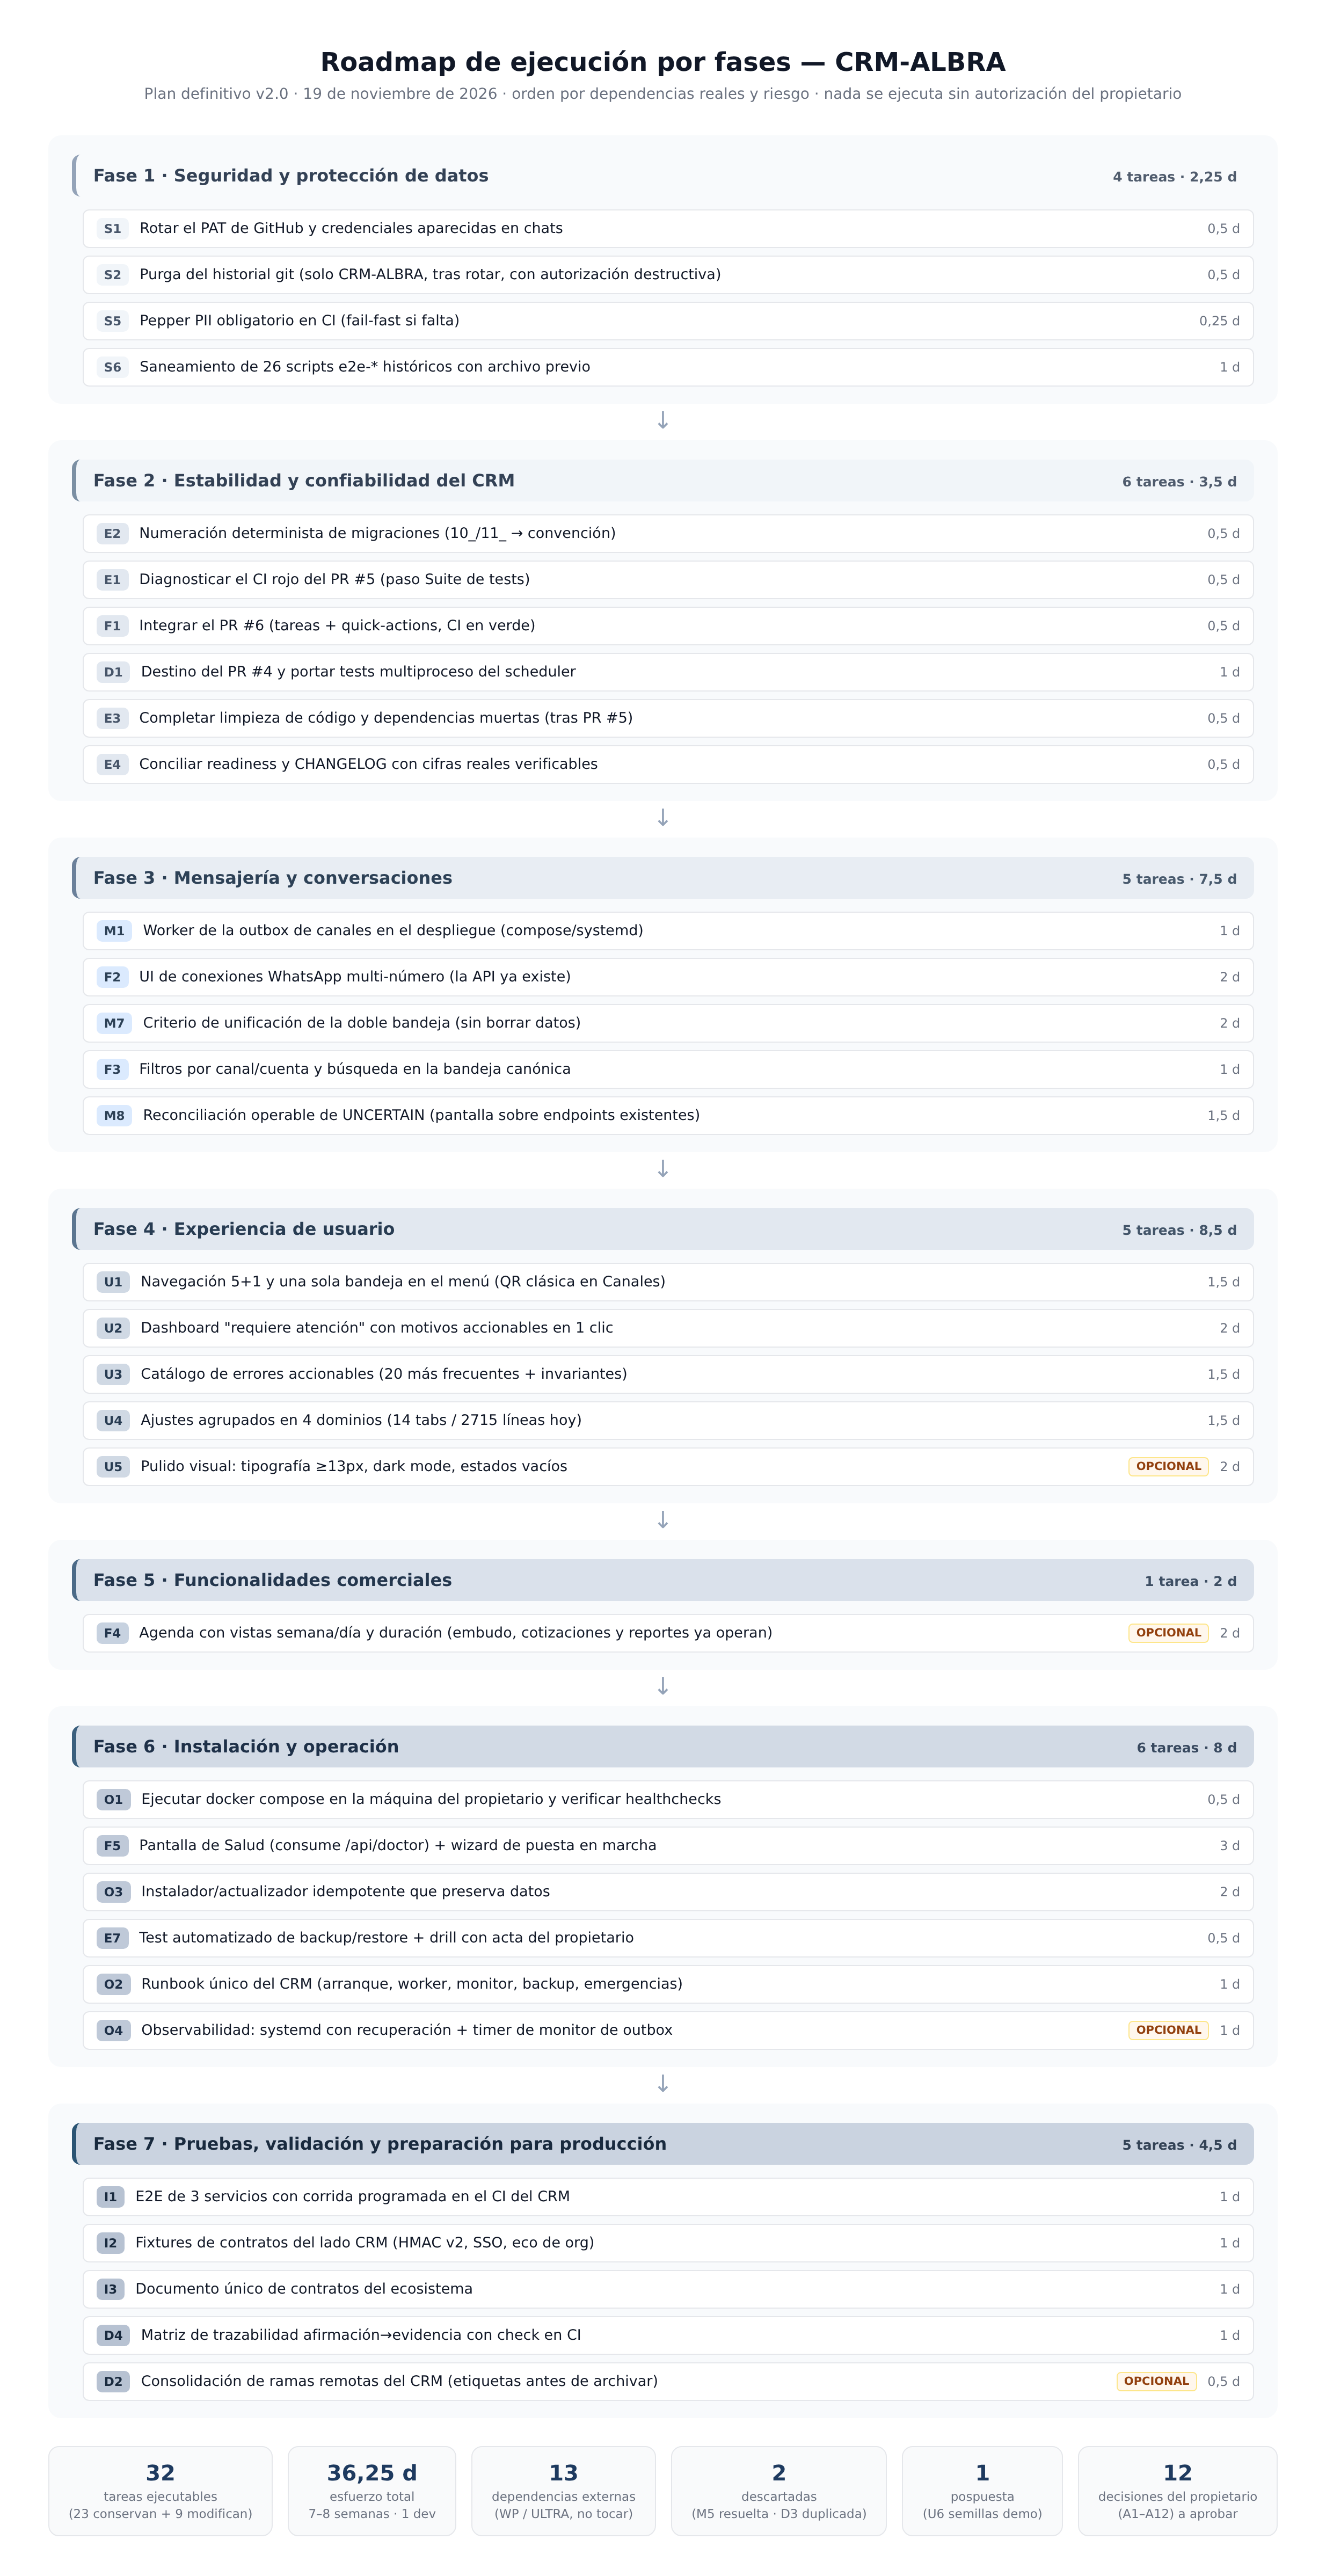 Roadmap de ejecución por fases — CRM-ALBRA
Plan definitivo v2.0 · 19 de noviembre de 2026 · orden por dependencias reales y riesgo · nada se ejecuta sin autorización del propietario
Fase 1 · Seguridad y protección de datos 4 tareas · 2,25 d
S1 Rotar el PAT de GitHub y credenciales aparecidas en chats 0,5 d
S2 Purga del historial git (solo CRM-ALBRA, tras rotar, con autorización destructiva) 0,5 d
S5 Pepper PII obligatorio en CI (fail-fast si falta) 0,25 d
S6 Saneamiento de 26 scripts e2e-* históricos con archivo previo 1 d
↓
Fase 2 · Estabilidad y confiabilidad del CRM 6 tareas · 3,5 d
E2 Numeración determinista de migraciones (10_/11_ → convención) 0,5 d
E1 Diagnosticar el CI rojo del PR #5 (paso Suite de tests) 0,5 d
F1 Integrar el PR #6 (tareas + quick-actions, CI en verde) 0,5 d
D1 Destino del PR #4 y portar tests multiproceso del scheduler 1 d
E3 Completar limpieza de código y dependencias muertas (tras PR #5) 0,5 d
E4 Conciliar readiness y CHANGELOG con cifras reales verificables 0,5 d
↓
Fase 3 · Mensajería y conversaciones 5 tareas · 7,5 d
M1 Worker de la outbox de canales en el despliegue (compose/systemd) 1 d
F2 UI de conexiones WhatsApp multi-número (la API ya existe) 2 d
M7 Criterio de unificación de la doble bandeja (sin borrar datos) 2 d
F3 Filtros por canal/cuenta y búsqueda en la bandeja canónica 1 d
M8 Reconciliación operable de UNCERTAIN (pantalla sobre endpoints existentes) 1,5 d
↓
Fase 4 · Experiencia de usuario 5 tareas · 8,5 d
U1 Navegación 5+1 y una sola bandeja en el menú (QR clásica en Canales) 1,5 d
U2 Dashboard "requiere atención" con motivos accionables en 1 clic 2 d
U3 Catálogo de errores accionables (20 más frecuentes + invariantes) 1,5 d
U4 Ajustes agrupados en 4 dominios (14 tabs / 2715 líneas hoy) 1,5 d
U5 Pulido visual: tipografía ≥13px, dark mode, estados vacíos OPCIONAL 2 d
↓
Fase 5 · Funcionalidades comerciales 1 tarea · 2 d
F4 Agenda con vistas semana/día y duración (embudo, cotizaciones y reportes ya operan) OPCIONAL 2 d
↓
Fase 6 · Instalación y operación 6 tareas · 8 d
O1 Ejecutar docker compose en la máquina del propietario y verificar healthchecks 0,5 d
F5 Pantalla de Salud (consume /api/doctor) + wizard de puesta en marcha 3 d
O3 Instalador/actualizador idempotente que preserva datos 2 d
E7 Test automatizado de backup/restore + drill con acta del propietario 0,5 d
O2 Runbook único del CRM (arranque, worker, monitor, backup, emergencias) 1 d
O4 Observabilidad: systemd con recuperación + timer de monitor de outbox OPCIONAL 1 d
↓
Fase 7 · Pruebas, validación y preparación para producción 5 tareas · 4,5 d
I1 E2E de 3 servicios con corrida programada en el CI del CRM 1 d
I2 Fixtures de contratos del lado CRM (HMAC v2, SSO, eco de org) 1 d
I3 Documento único de contratos del ecosistema 1 d
D4 Matriz de trazabilidad afirmación→evidencia con check en CI 1 d
D2 Consolidación de ramas remotas del CRM (etiquetas antes de archivar) OPCIONAL 0,5 d
32
tareas ejecutables
(23 conservan + 9 modifican)
36,25 d
esfuerzo total
7–8 semanas · 1 dev
13
dependencias externas
(WP / ULTRA, no tocar)
2
descartadas
(M5 resuelta · D3 duplicada)
1
pospuesta
(U6 semillas demo)
12
decisiones del propietario
(A1–A12) a aprobar